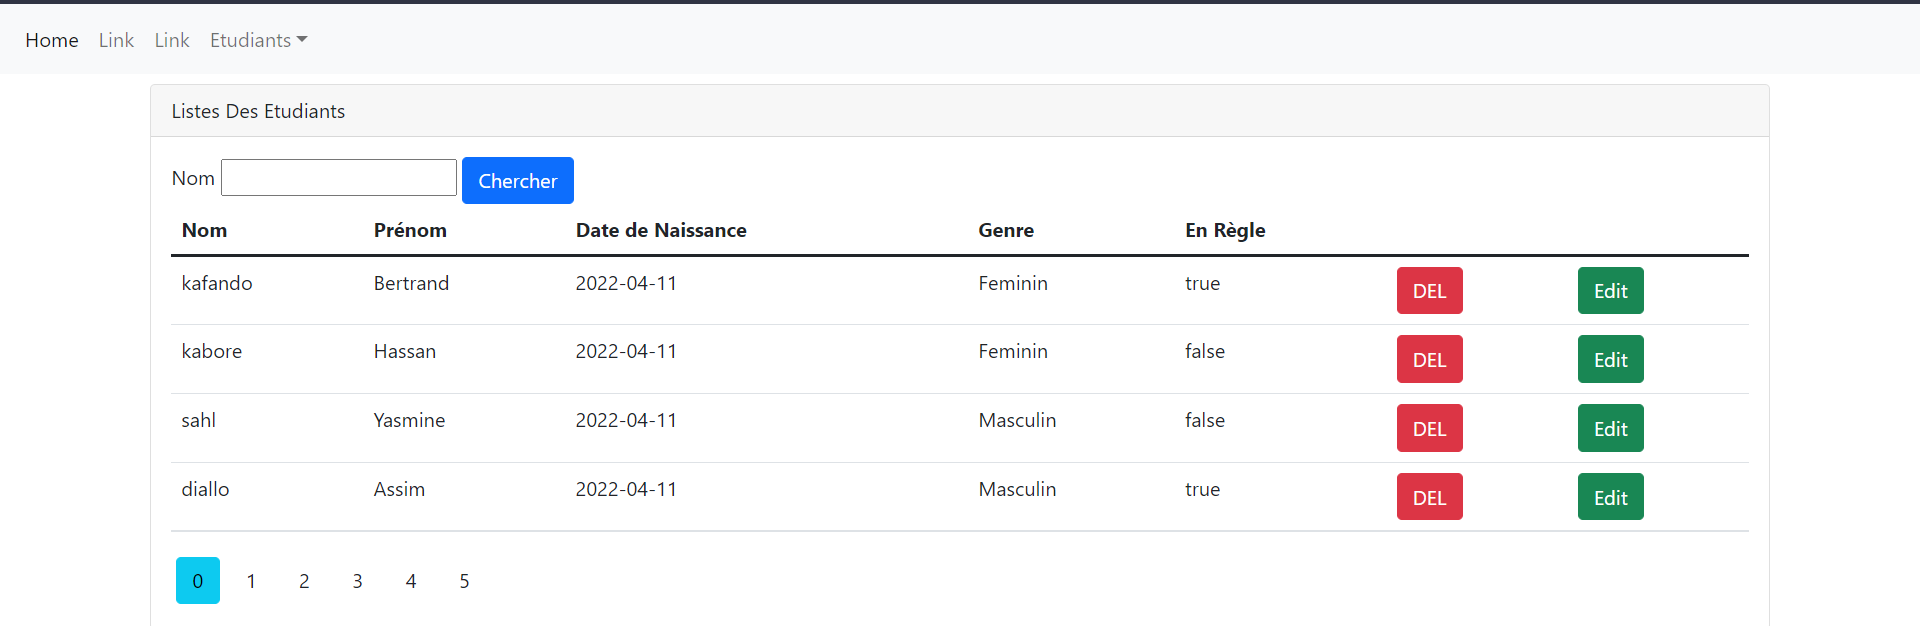 Home Link Link Etudiants
Listes Des Etudiants
Nom Chercher
Nom Prénom Date de Naissance Genre En Règle
kafando Bertrand 2022-04-11 Feminin true DEL Edit
kabore Hassan 2022-04-11 Feminin false DEL Edit
sahl Yasmine 2022-04-11 Masculin false DEL Edit
diallo Assim 2022-04-11 Masculin true DEL Edit
0 1 2 3 4 5